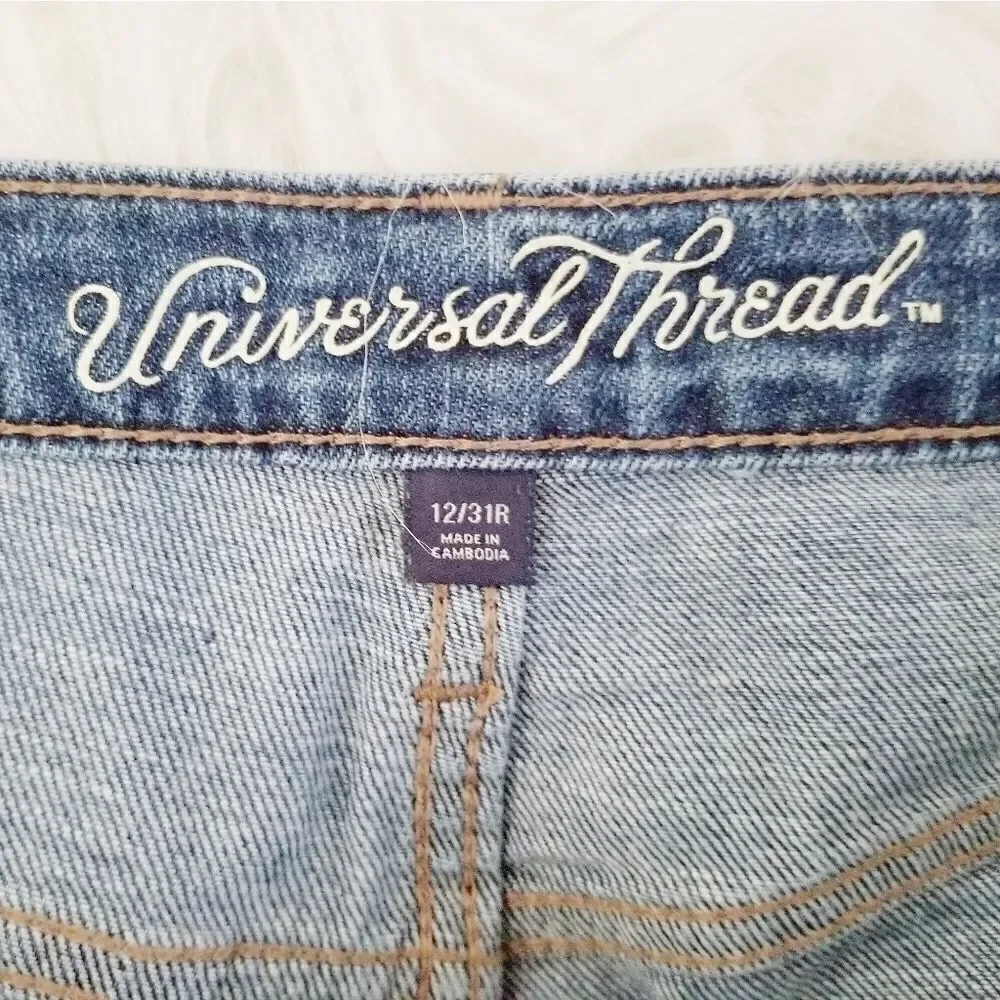 Universal Thread™
12/31R
MADE IN
CAMBODIA